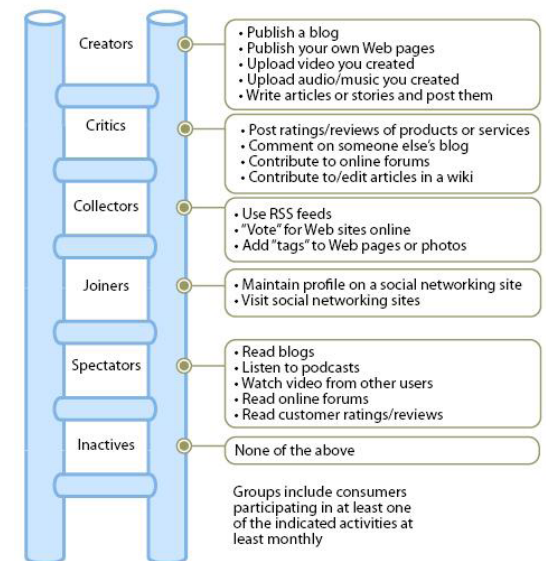 Creators
• Publish a blog
• Publish your own Web pages
• Upload video you created
• Upload audio/music you created
• Write articles or stories and post them
Critics
• Post ratings/reviews of products or services
• Comment on someone else's blog
• Contribute to online forums
• Contribute to/edit articles in a wiki
Collectors
• Use RSS feeds
• "Vote" for Web sites online
• Add "tags" to Web pages or photos
Joiners
• Maintain profile on a social networking site
• Visit social networking sites
Spectators
• Read blogs
• Listen to podcasts
• Watch video from other users
• Read online forums
• Read customer ratings/reviews
Inactives
None of the above
Groups include consumers
participating in at least one
of the indicated activities at
least monthly